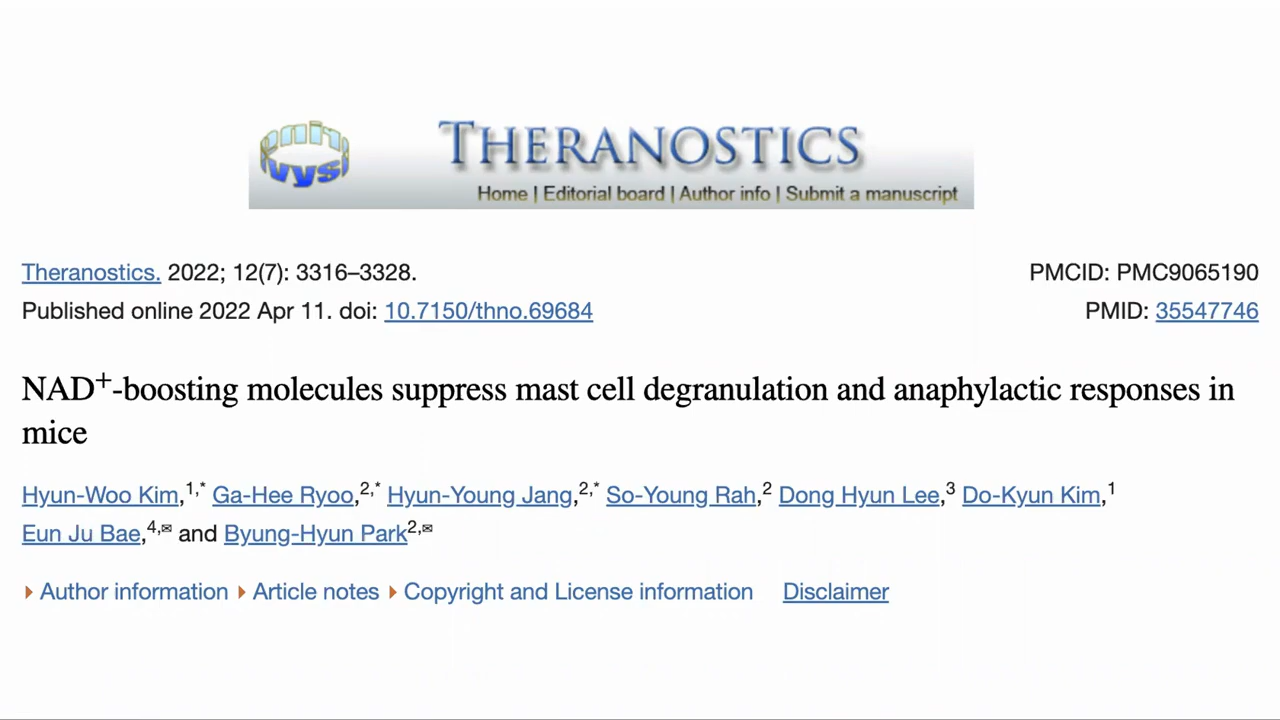 THERANOSTICS
Home | Editorial board | Author info | Submit a manuscript
Theranostics. 2022; 12(7): 3316–3328. PMCID: PMC9065190
Published online 2022 Apr 11. doi: 10.7150/thno.69684 PMID: 35547746
NAD+-boosting molecules suppress mast cell degranulation and anaphylactic responses in
mice
Hyun-Woo Kim,1,* Ga-Hee Ryoo,2,* Hyun-Young Jang,2,* So-Young Rah,2 Dong Hyun Lee,3 Do-Kyun Kim,1
Eun Ju Bae,4,✉ and Byung-Hyun Park2,✉
Author information Article notes Copyright and License information Disclaimer